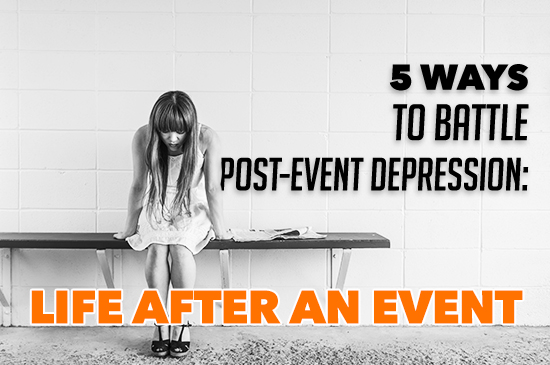 5 WAYS
TO BATTLE
POST-EVENT DEPRESSION:
LIFE AFTER AN EVENT